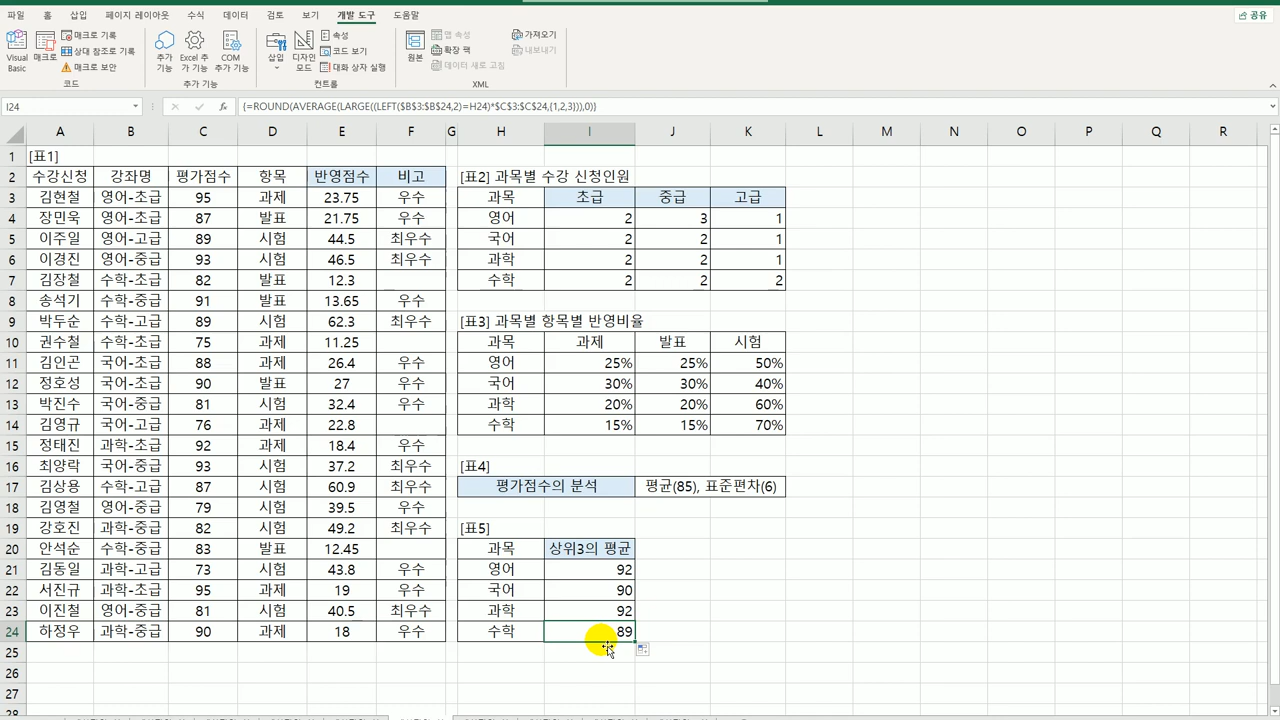 파일 홈 삽입 페이지 레이아웃 수식 데이터 검토 보기 개발 도구 도움말 공유
Visual Basic 매크로 매크로 기록 상대 참조로 기록 매크로 보안 코드
추가 기능 Excel 추가 기능 COM 추가 기능 추가 기능
삽입 디자인 모드 속성 코드 보기 대화 상자 실행 컨트롤
원본 맵 속성 확장 팩 데이터 새로 고침 가져오기 내보내기 XML
I24 fx {=ROUND(AVERAGE(LARGE((LEFT($B$3:$B$24,2)=H24)*$C$3:$C$24,{1,2,3})),0)}
A B C D E F G H I J K L M N O P Q R
1 [표1]
2 수강신청 강좌명 평가점수 항목 반영점수 비고 [표2] 과목별 수강 신청인원
3 김현철 영어-초급 95 과제 23.75 우수 과목 초급 중급 고급
4 장민욱 영어-초급 87 발표 21.75 우수 영어 2 3 1
5 이주일 영어-고급 89 시험 44.5 최우수 국어 2 2 1
6 이경진 영어-중급 93 시험 46.5 최우수 과학 2 2 1
7 김장철 수학-초급 82 발표 12.3 수학 2 2 2
8 송석기 수학-중급 91 발표 13.65 우수
9 박두순 수학-고급 89 시험 62.3 최우수 [표3] 과목별 항목별 반영비율
10 권수철 수학-초급 75 과제 11.25 과목 과제 발표 시험
11 김인곤 국어-중급 88 과제 26.4 우수 영어 25% 25% 50%
12 정호성 국어-초급 90 발표 27 우수 국어 30% 30% 40%
13 박진수 국어-초급 81 시험 32.4 우수 과학 20% 20% 60%
14 김영규 국어-고급 76 과제 22.8 수학 15% 15% 70%
15 정태진 과학-초급 92 과제 18.4 우수
16 최양락 국어-중급 93 시험 37.2 최우수 [표4]
17 김상용 수학-고급 87 시험 60.9 최우수 평가점수의 분석 평균(85), 표준편차(6)
18 김영철 영어-중급 79 시험 39.5 우수
19 강호진 과학-중급 82 시험 49.2 최우수 [표5]
20 안석순 수학-중급 83 발표 12.45 과목 상위3의 평균
21 김동일 과학-고급 73 시험 43.8 우수 영어 92
22 서진규 과학-초급 95 과제 19 우수 국어 90
23 이진철 영어-중급 81 시험 40.5 최우수 과학 92
24 하정우 과학-중급 90 과제 18 우수 수학 89
25
26
27
28